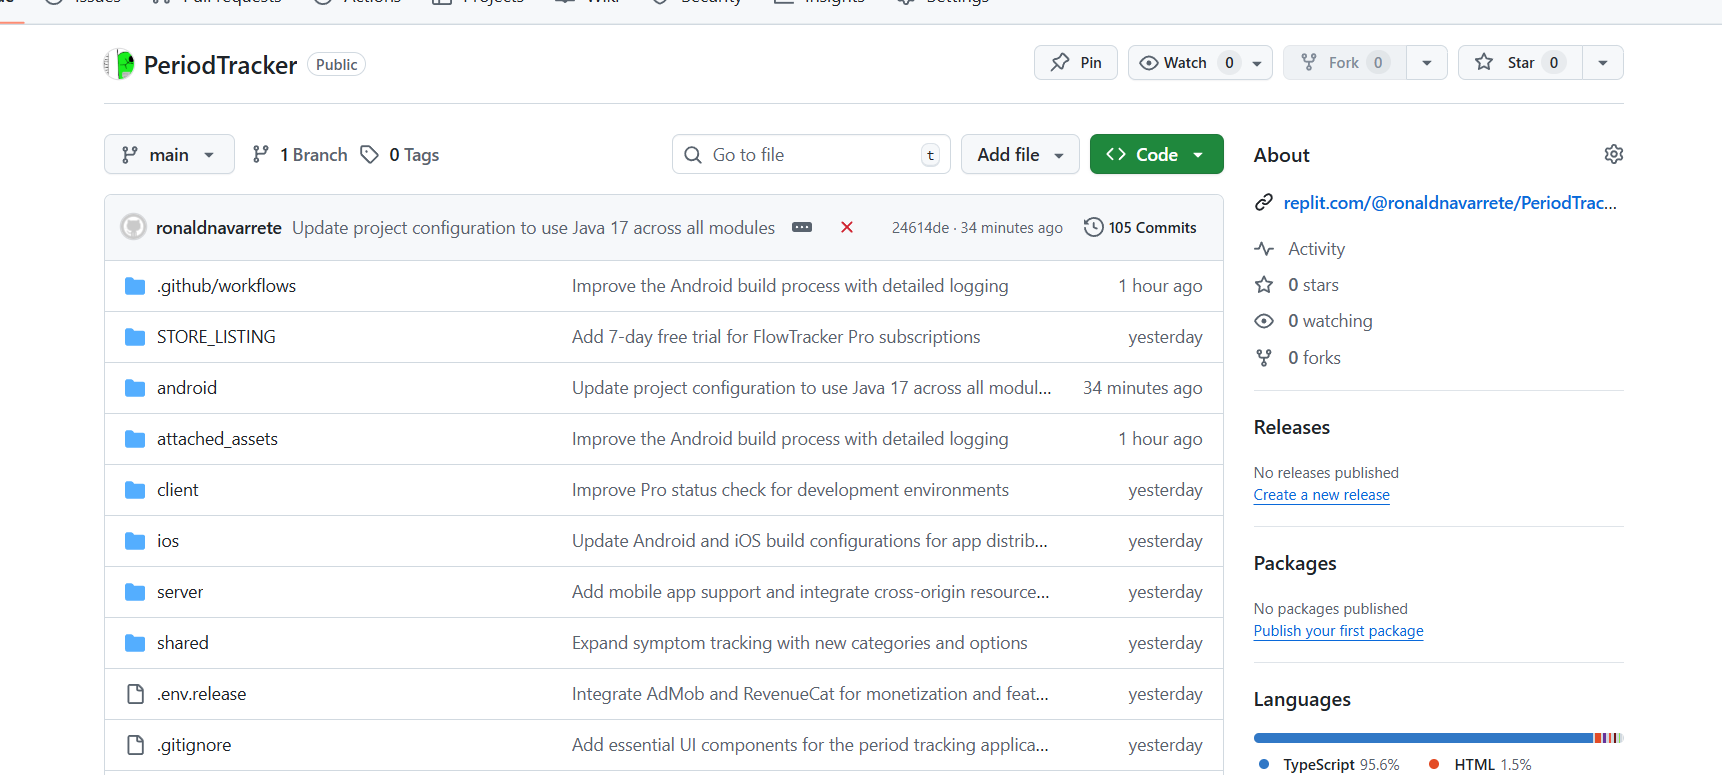 Issues Pull requests Actions Projects Wiki Security Insights Settings
PeriodTracker Public Pin Watch 0 Fork 0 Star 0
main 1 Branch 0 Tags Go to file t Add file Code
ronaldnavarrete Update project configuration to use Java 17 across all modules 24614de · 34 minutes ago 105 Commits
.github/workflows Improve the Android build process with detailed logging 1 hour ago
STORE_LISTING Add 7-day free trial for FlowTracker Pro subscriptions yesterday
android Update project configuration to use Java 17 across all modul... 34 minutes ago
attached_assets Improve the Android build process with detailed logging 1 hour ago
client Improve Pro status check for development environments yesterday
ios Update Android and iOS build configurations for app distrib... yesterday
server Add mobile app support and integrate cross-origin resource... yesterday
shared Expand symptom tracking with new categories and options yesterday
.env.release Integrate AdMob and RevenueCat for monetization and feat... yesterday
.gitignore Add essential UI components for the period tracking applica... yesterday
About
replit.com/@ronaldnavarrete/PeriodTrac...
Activity
0 stars
0 watching
0 forks
Releases
No releases published
Create a new release
Packages
No packages published
Publish your first package
Languages
TypeScript 95.6% HTML 1.5%